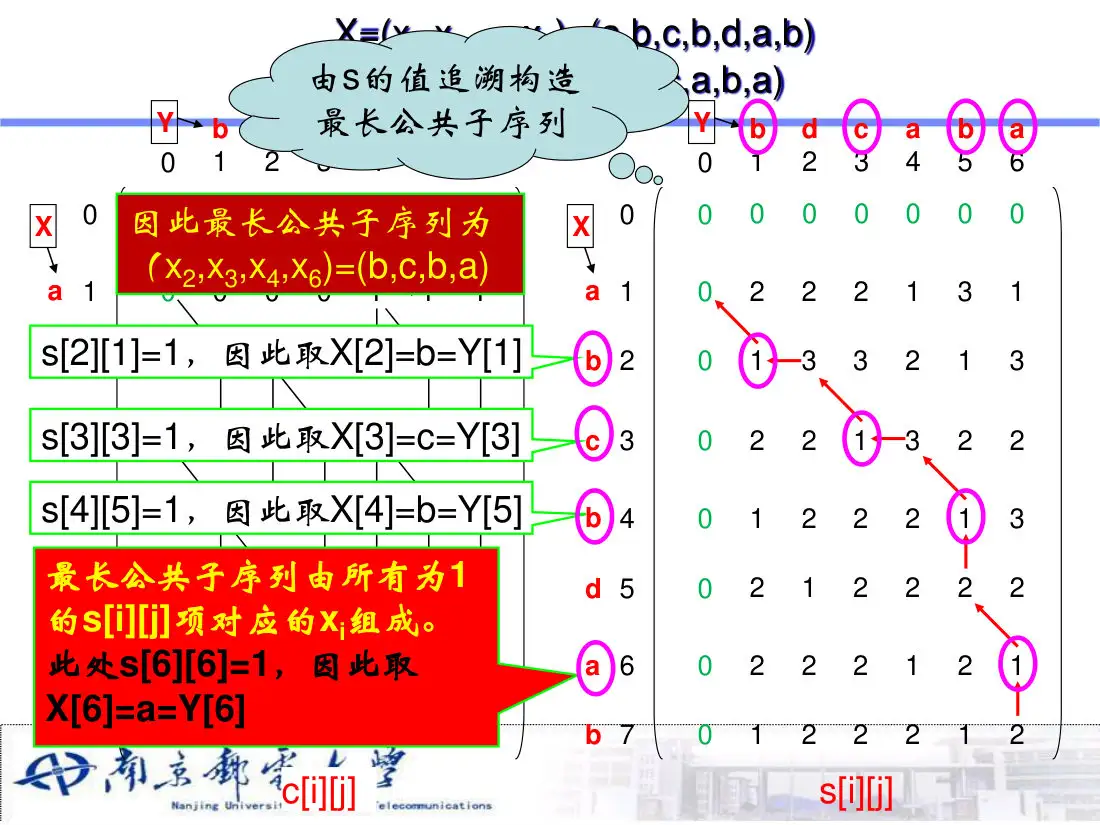 X=(x ,b,c,b,d,a,b)
,a,b,a)
由s的值追溯构造
最长公共子序列
Y b
0 1 2
Y b d c a b a
0 1 2 3 4 5 6
X 0
a 1
因此最长公共子序列为
（x2,x3,x4,x6)=(b,c,b,a)
s[2][1]=1，因此取X[2]=b=Y[1]
s[3][3]=1，因此取X[3]=c=Y[3]
s[4][5]=1，因此取X[4]=b=Y[5]
最长公共子序列由所有为1
的s[i][j]项对应的xi组成。
此处s[6][6]=1，因此取
X[6]=a=Y[6]
X 0 0 0 0 0 0 0 0
a 1 0 2 2 2 1 3 1
b 2 0 1 3 3 2 1 3
c 3 0 2 2 1 3 2 2
b 4 0 1 2 2 2 1 3
d 5 0 2 1 2 2 2 2
a 6 0 2 2 2 1 2 1
b 7 0 1 2 2 2 1 2
南京邮电大学
Nanjing Universi elecommunications
c[i][j]
s[i][j]